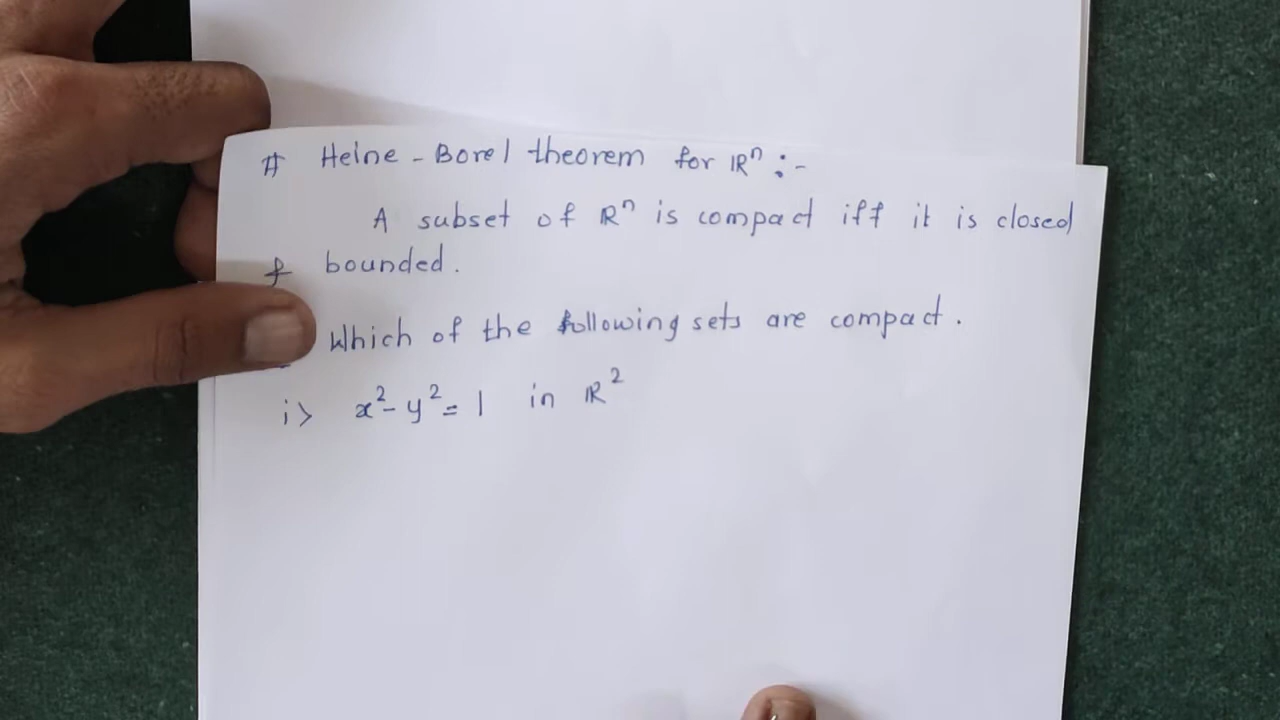 # Heine - Borel theorem for ℝⁿ :-
A subset of ℝⁿ is compact iff it is closed
& bounded.
Which of the following sets are compact.
i> x² - y² = 1 in ℝ²